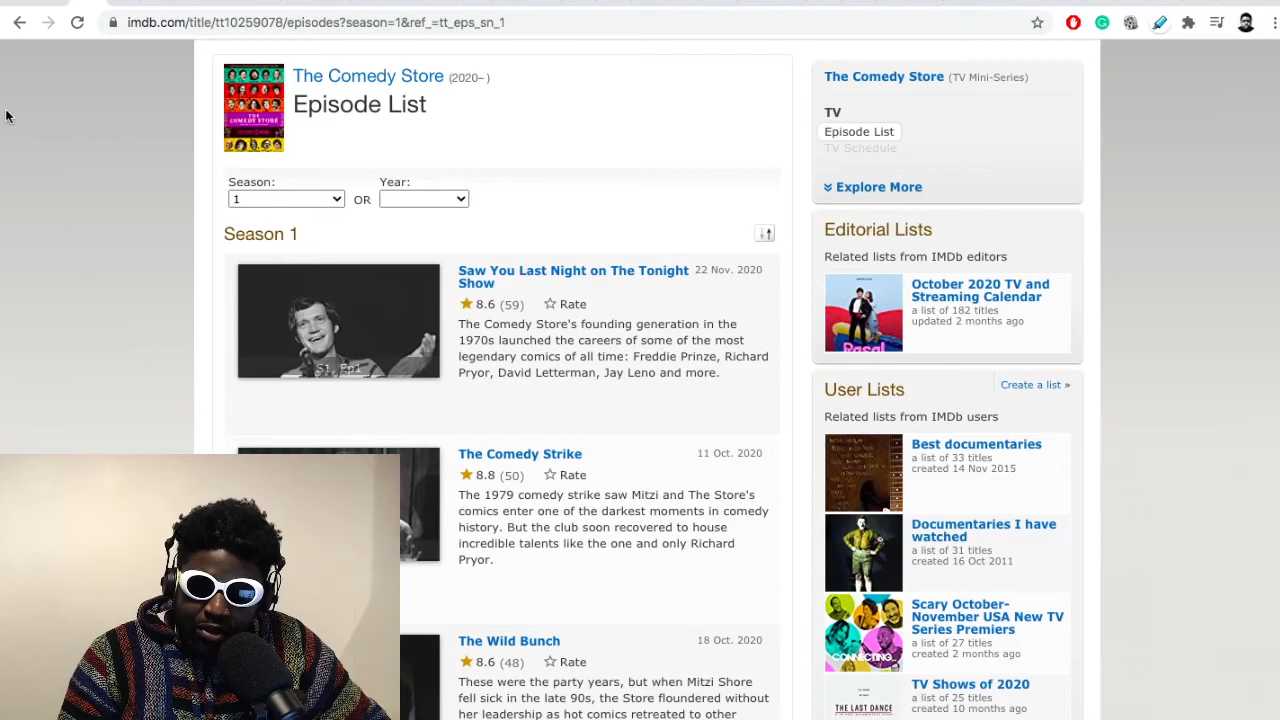 imdb.com/title/tt10259078/episodes?season=1&ref_=tt_eps_sn_1
The Comedy Store (2020– )
Episode List
THE
COMEDY STORE
Season:
1
OR
Year:
Season 1
Saw You Last Night on The Tonight
Show
22 Nov. 2020
8.6 (59) Rate
The Comedy Store's founding generation in the
1970s launched the careers of some of the most
legendary comics of all time: Freddie Prinze, Richard
Pryor, David Letterman, Jay Leno and more.
S1, Ep1
The Comedy Strike
11 Oct. 2020
8.8 (50) Rate
The 1979 comedy strike saw Mitzi and The Store's
comics enter one of the darkest moments in comedy
history. But the club soon recovered to house
incredible talents like the one and only Richard
Pryor.
The Wild Bunch
18 Oct. 2020
8.6 (48) Rate
These were the party years, but when Mitzi Shore
fell sick in the late 90s, the Store floundered without
her leadership as hot comics retreated to other
The Comedy Store (TV Mini-Series)
TV
Episode List
TV Schedule
Explore More
Editorial Lists
Related lists from IMDb editors
October 2020 TV and
Streaming Calendar
a list of 182 titles
updated 2 months ago
User Lists
Create a list »
Related lists from IMDb users
Best documentaries
a list of 33 titles
created 14 Nov 2015
Documentaries I have
watched
a list of 31 titles
created 16 Oct 2011
Scary October-
November USA New TV
Series Premiers
a list of 27 titles
created 2 months ago
CONNECTING...
TV Shows of 2020
a list of 25 titles
created 10 months ago
THE LAST DANCE